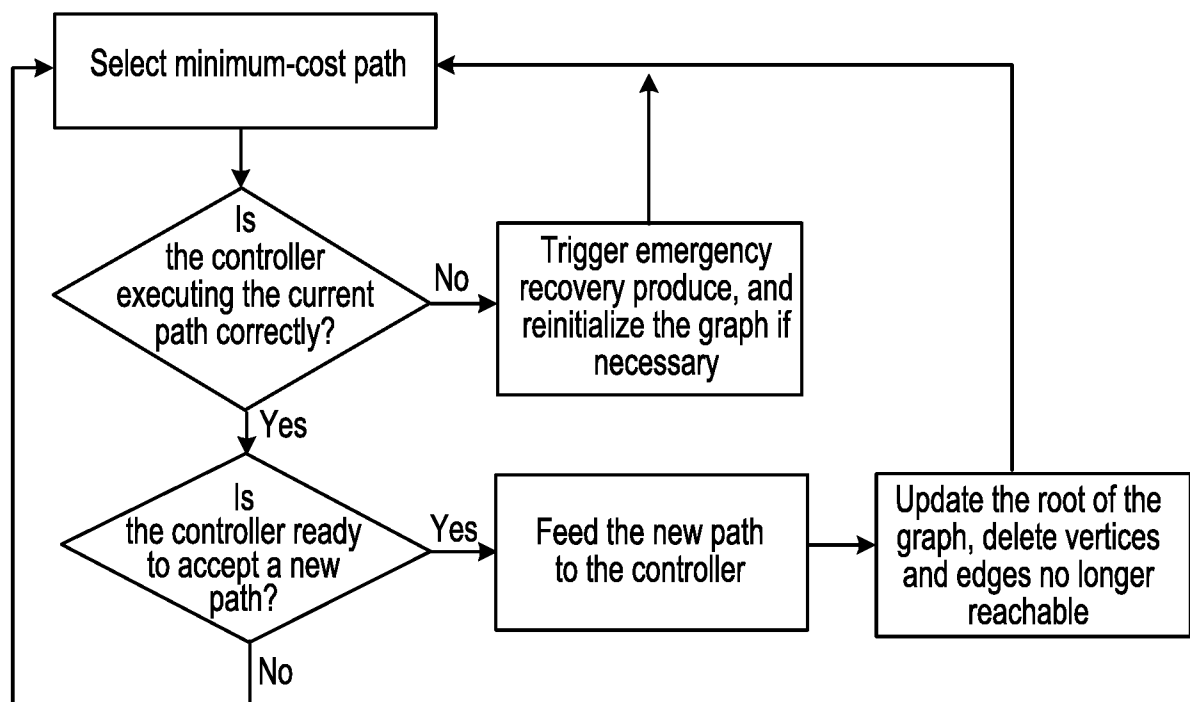 Select minimum-cost path
Is
the controller
executing the current
path correctly?
No
Trigger emergency
recovery produce, and
reinitialize the graph if
necessary
Yes
Is
the controller ready
to accept a new
path?
Yes
Feed the new path
to the controller
Update the root of the
graph, delete vertices
and edges no longer
reachable
No